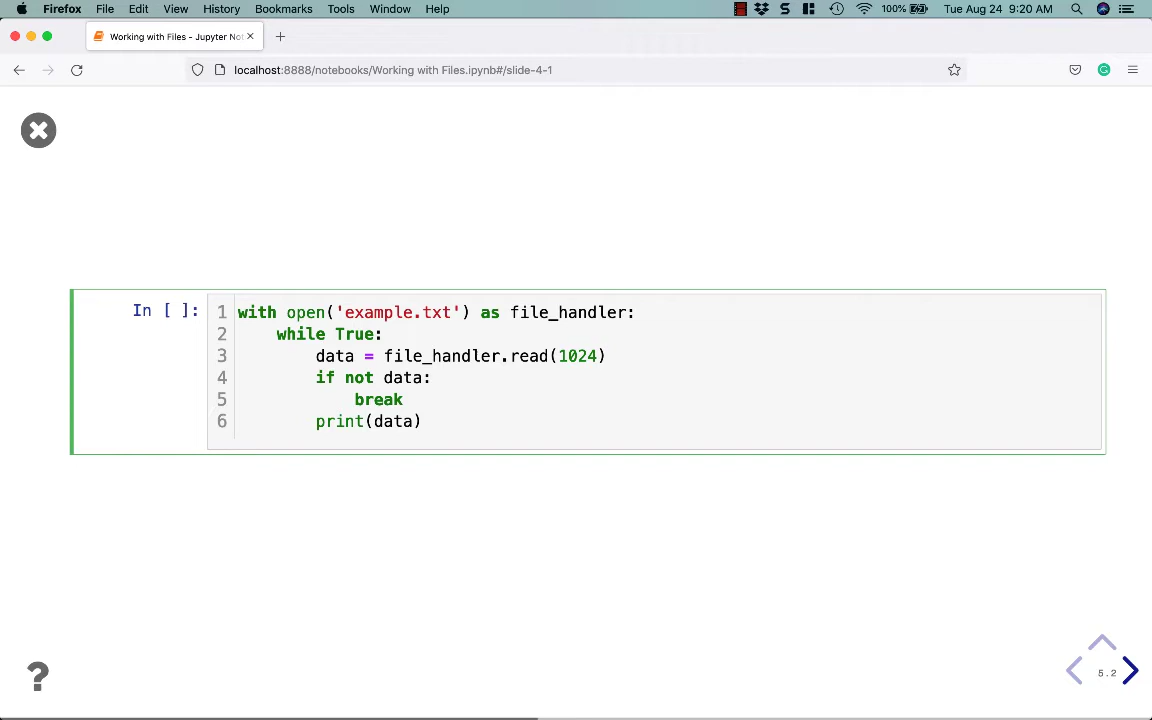 Firefox File Edit View History Bookmarks Tools Window Help 100% Tue Aug 24 9:20 AM
Working with Files - Jupyter Not
localhost:8888/notebooks/Working with Files.ipynb#/slide-4-1
In [ ]:
1 with open('example.txt') as file_handler:
2     while True:
3         data = file_handler.read(1024)
4         if not data:
5             break
6         print(data)
?
5.2